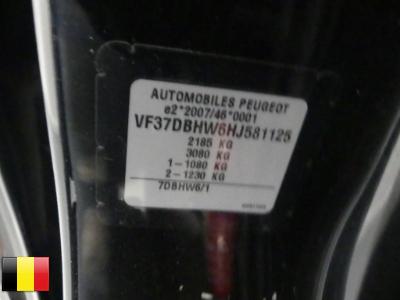 AUTOMOBILES PEUGEOT
e2*2007/46*0001
VF37DBHW6HJ581125
2185 KG
3080 KG
1-1080 KG
2-1230 KG
7DBHW6/1